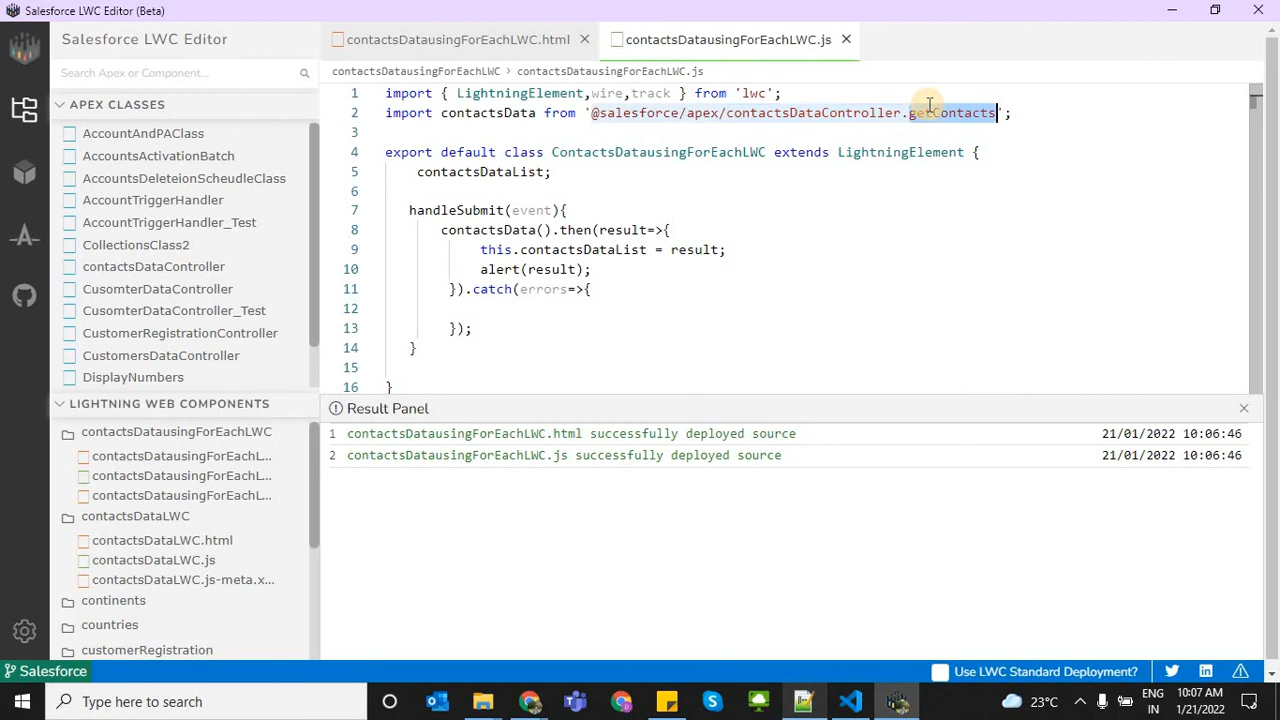 Salesforce LWC Editor (Beta)
Salesforce LWC Editor
contactsDatausingForEachLWC.html
contactsDatausingForEachLWC.js
Search Apex or Component...
contactsDatausingForEachLWC > contactsDatausingForEachLWC.js
APEX CLASSES
AccountAndPAClass
AccountsActivationBatch
AccountsDeleteionScheudleClass
AccountTriggerHandler
AccountTriggerHandler_Test
CollectionsClass2
contactsDataController
CusomterDataController
CusomterDataController_Test
CustomerRegistrationController
CustomersDataController
DisplayNumbers
LIGHTNING WEB COMPONENTS
contactsDatausingForEachLWC
contactsDatausingForEachL...
contactsDatausingForEachL...
contactsDatausingForEachL...
contactsDataLWC
contactsDataLWC.html
contactsDataLWC.js
contactsDataLWC.js-meta.x...
continents
countries
customerRegistration
1 import { LightningElement,wire,track } from 'lwc';
2 import contactsData from '@salesforce/apex/contactsDataController.getContacts';
3
4 export default class ContactsDatausingForEachLWC extends LightningElement {
5 contactsDataList;
6
7 handleSubmit(event){
8 contactsData().then(result=>{
9 this.contactsDataList = result;
10 alert(result);
11 }).catch(errors=>{
12
13 });
14 }
15
16 }
Result Panel
1 contactsDatausingForEachLWC.html successfully deployed source 21/01/2022 10:06:46
2 contactsDatausingForEachLWC.js successfully deployed source 21/01/2022 10:06:46
Salesforce
Use LWC Standard Deployment?
Type here to search
23°C
ENG
IN
10:07 AM
1/21/2022